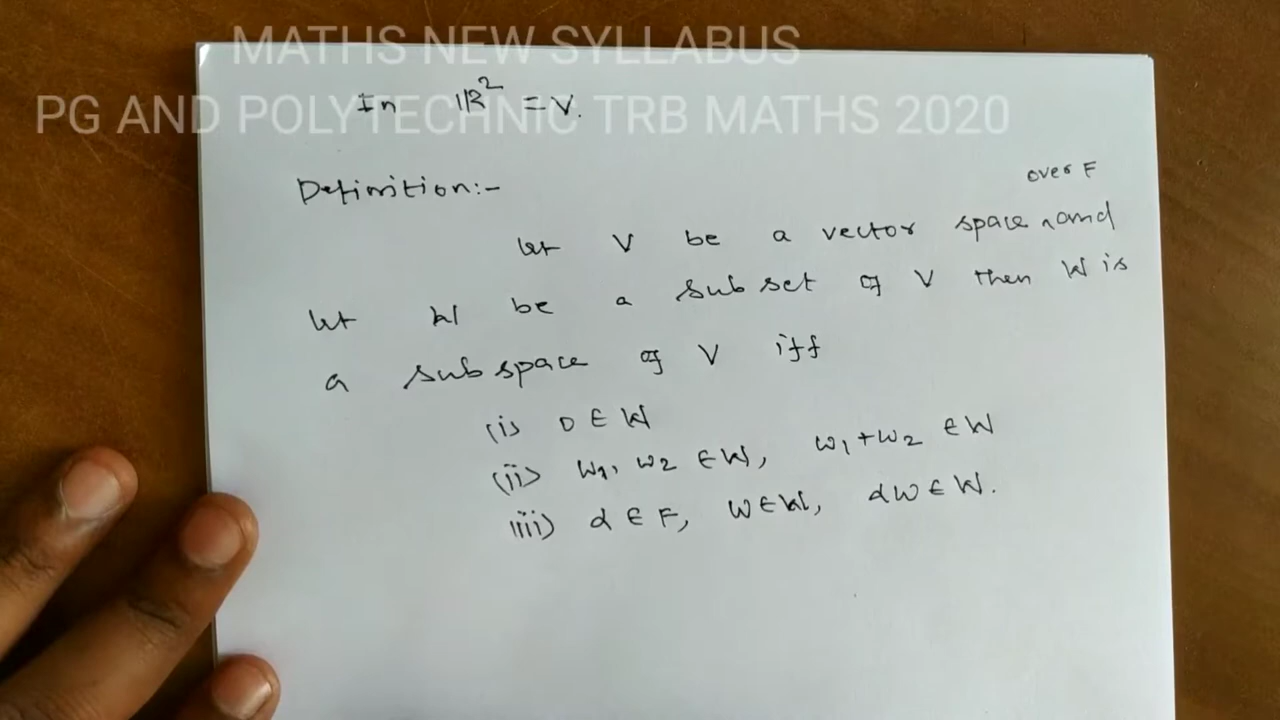 MATHS NEW SYLLABUS
PG AND POLYTECHNIC TRB MATHS 2020
In ℝ² = V.
Definition:-
let V be a vector space over F, and
let W be a subset of V then W is
a subspace of V iff
(i) 0 ∈ W
(ii) w₁, w₂ ∈ W, w₁+w₂ ∈ W
(iii) α ∈ F, w ∈ W, αw ∈ W.